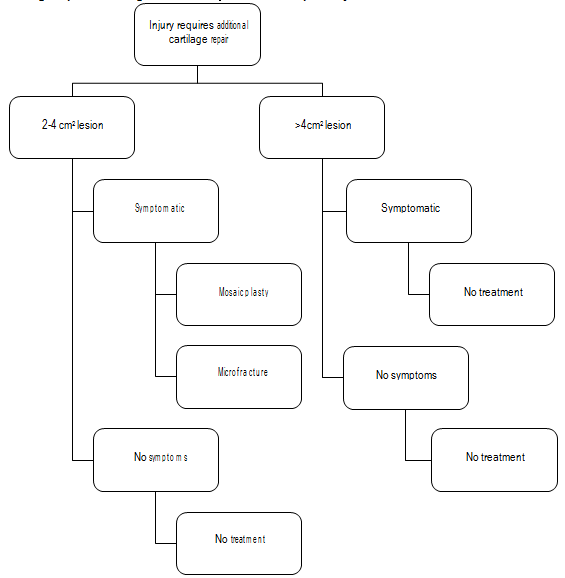 Injury requires additional
cartilage repair
2-4 cm² lesion
>4cm² lesion
Symptomatic
Symptomatic
Mosaicplasty
No treatment
Microfracture
No symptoms
No symptoms
No treatment
No treatment